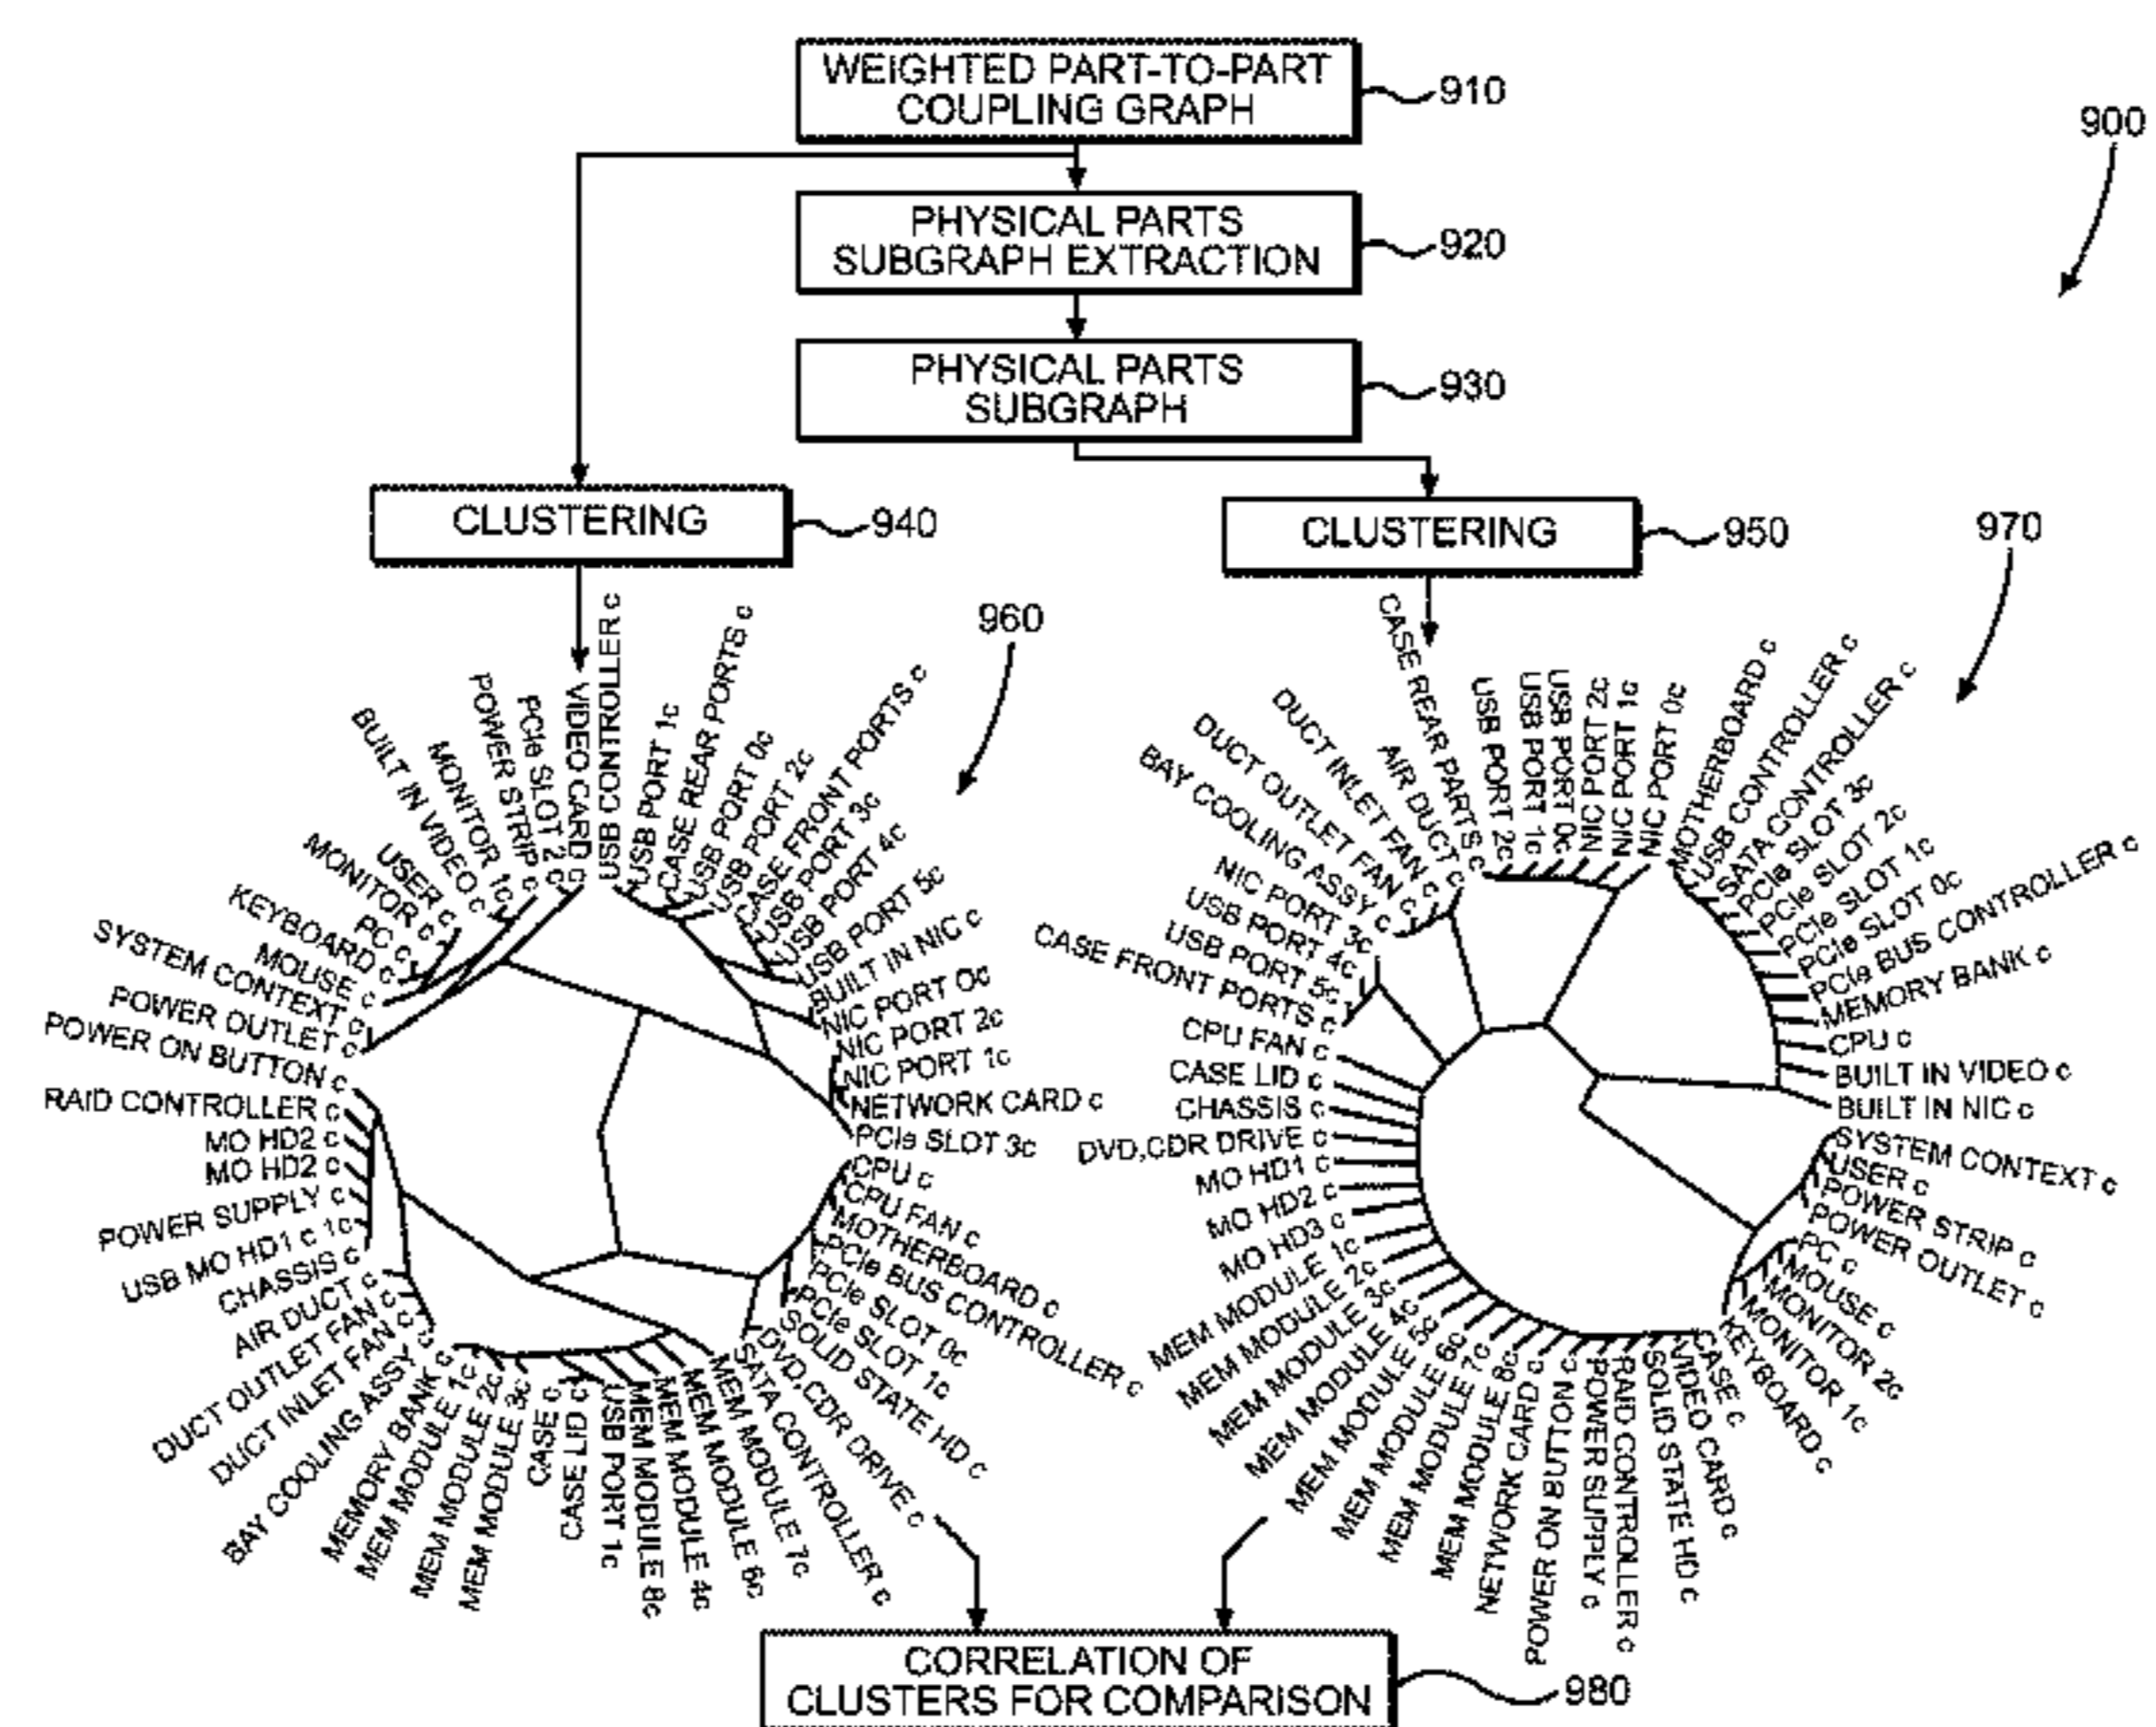 WEIGHTED PART-TO-PART
COUPLING GRAPH
910
900
PHYSICAL PARTS
SUBGRAPH EXTRACTION
920
PHYSICAL PARTS
SUBGRAPH
930
CLUSTERING
940
CLUSTERING
950
960
970
POWER ON BUTTON c
POWER OUTLET c
SYSTEM CONTEXT c
MOUSE c
KEYBOARD c
PC c
MONITOR c
USER c
BUILT IN VIDEO c
MONITOR 1c
POWER STRIP c
PCIe SLOT 2c
VIDEO CARD c
USB CONTROLLER c
USB PORT 1c
CASE REAR PORTS c
USB PORT 0c
USB PORT 2c
CASE FRONT PORTS c
USB PORT 3c
USB PORT 4c
USB PORT 5c
BUILT IN NIC c
NIC PORT 0c
NIC PORT 2c
NIC PORT 1c
NETWORK CARD c
PCIe SLOT 3c
CPU c
CPU FAN c
MOTHERBOARD c
PCIe BUS CONTROLLER c
PCIe SLOT 0c
PCIe SLOT 1c
SOLID STATE HD c
DVD,CDR DRIVE c
SATA CONTROLLER c
MEM MODULE 7c
MEM MODULE 6c
MEM MODULE 4c
MEM MODULE 8c
USB PORT 1c
CASE LID c
CASE c
MEM MODULE 3c
MEM MODULE 2c
MEM MODULE 1c
MEMORY BANK c
BAY COOLING ASSY c
DUCT INLET FAN c
DUCT OUTLET FAN c
AIR DUCT c
CHASSIS c
USB MO HD1 c 1c
POWER SUPPLY c
MO HD2 c
MO HD2 c
RAID CONTROLLER c
CASE REAR PARTS c
USB PORT 2c
USB PORT 1c
USB PORT 0c
NIC PORT 2c
NIC PORT 1c
NIC PORT 0c
MOTHERBOARD c
USB CONTROLLER c
SATA CONTROLLER c
PCIe SLOT 3c
PCIe SLOT 2c
PCIe SLOT 1c
PCIe SLOT 0c
PCIe BUS CONTROLLER c
MEMORY BANK c
CPU c
BUILT IN VIDEO c
BUILT IN NIC c
SYSTEM CONTEXT c
USER c
POWER STRIP c
POWER OUTLET c
PC c
MOUSE c
MONITOR 2c
MONITOR 1c
KEYBOARD c
CASE c
VIDEO CARD c
SOLID STATE HD c
RAID CONTROLLER c
POWER SUPPLY c
POWER ON BUTTON c
NETWORK CARD c
MEM MODULE 8c
MEM MODULE 7c
MEM MODULE 6c
MEM MODULE 5c
MEM MODULE 4c
MEM MODULE 3c
MEM MODULE 2c
MEM MODULE 1c
MO HD3 c
MO HD2 c
MO HD1 c
DVD,CDR DRIVE c
CHASSIS c
CASE LID c
CPU FAN c
CASE FRONT PORTS c
USB PORT 5c
USB PORT 4c
NIC PORT 3c
BAY COOLING ASSY c
DUCT OUTLET FAN c
DUCT INLET FAN c
AIR DUCT c
CORRELATION OF
CLUSTERS FOR COMPARISON
980